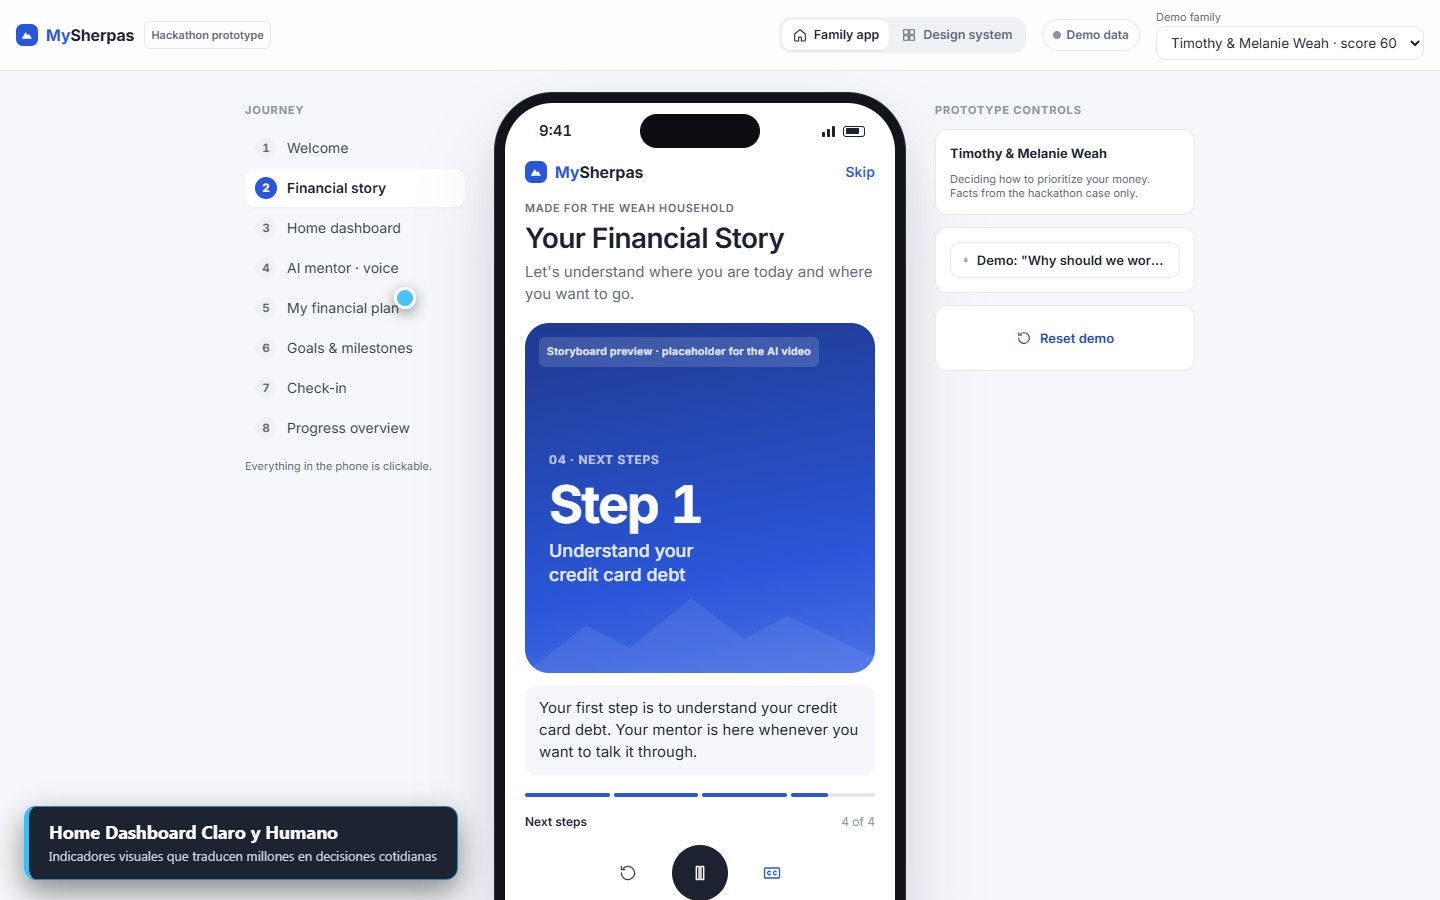 MySherpas
Hackathon prototype
Family app
Design system
Demo data
Demo family
Timothy & Melanie Weah · score 60
JOURNEY
1 Welcome
2 Financial story
3 Home dashboard
4 AI mentor · voice
5 My financial plan
6 Goals & milestones
7 Check-in
8 Progress overview
Everything in the phone is clickable.
9:41
MySherpas
Skip
MADE FOR THE WEAH HOUSEHOLD
Your Financial Story
Let's understand where you are today and where
you want to go.
Storyboard preview · placeholder for the AI video
04 · NEXT STEPS
Step 1
Understand your
credit card debt
Your first step is to understand your credit
card debt. Your mentor is here whenever you
want to talk it through.
Next steps
4 of 4
CC
PROTOTYPE CONTROLS
Timothy & Melanie Weah
Deciding how to prioritize your money.
Facts from the hackathon case only.
Demo: "Why should we wor...
Reset demo
Home Dashboard Claro y Humano
Indicadores visuales que traducen millones en decisiones cotidianas